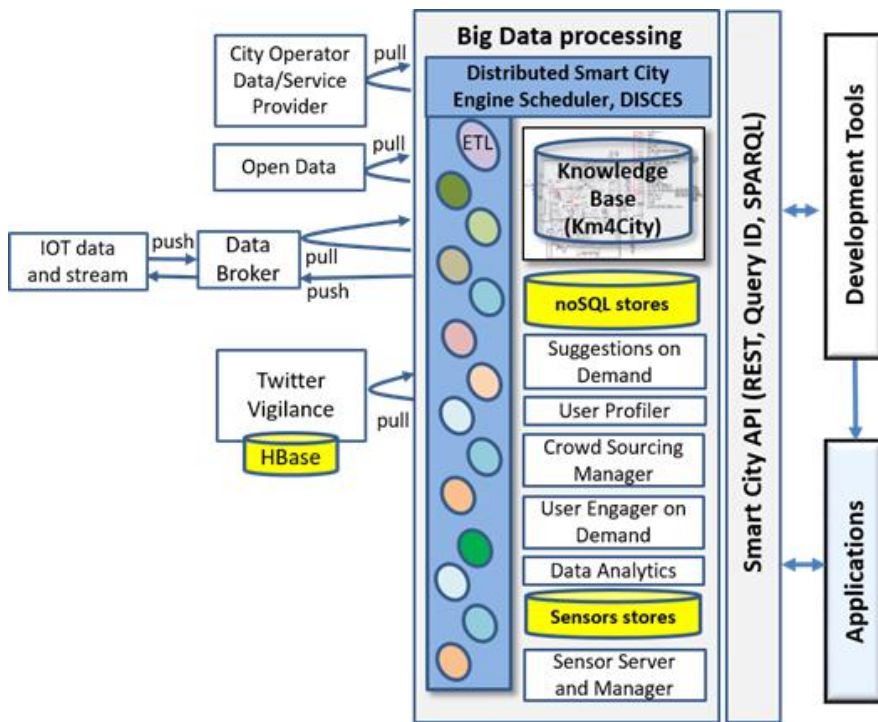 City Operator
Data/Service
Provider
pull
Open Data
pull
IOT data
and stream
push
Data
Broker
pull
push
Twitter
Vigilance
pull
HBase
Big Data processing
Distributed Smart City
Engine Scheduler, DISCES
ETL
Knowledge
Base
(Km4City)
noSQL stores
Suggestions on
Demand
User Profiler
Crowd Sourcing
Manager
User Engager on
Demand
Data Analytics
Sensors stores
Sensor Server
and Manager
Smart City API (REST, Query ID, SPARQL)
Development Tools
Applications